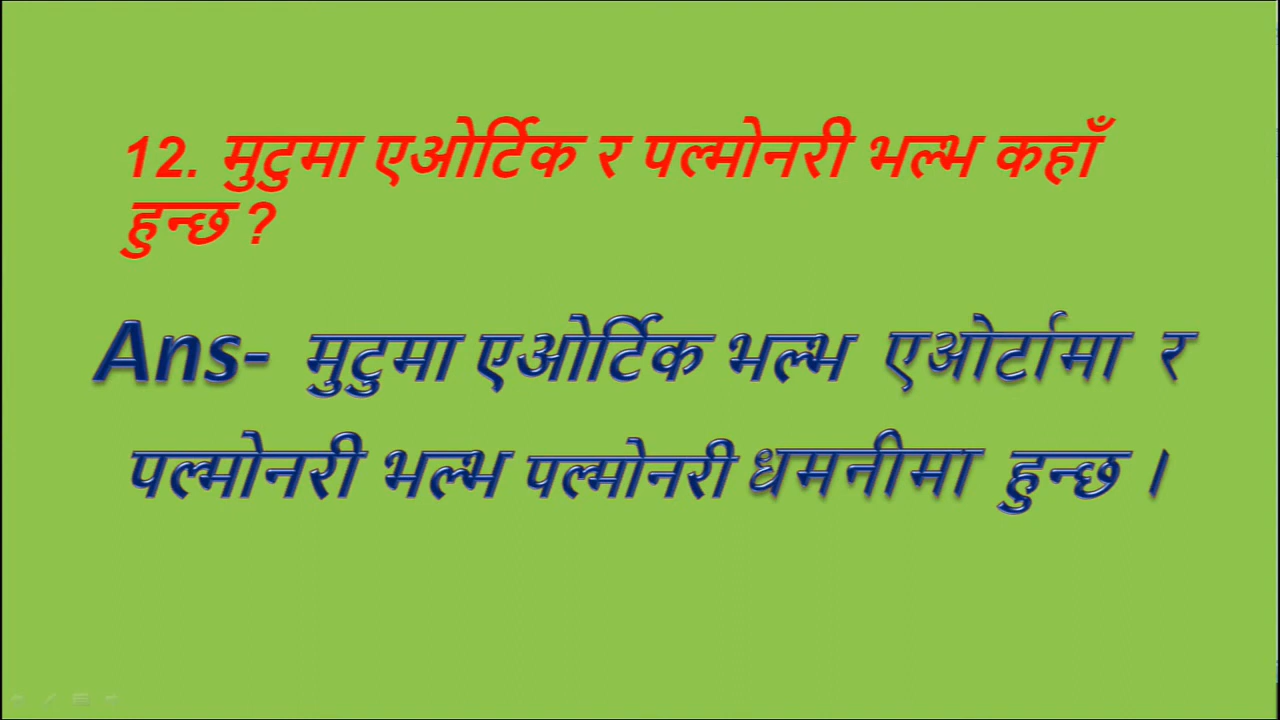 12. मुटुमा एओर्टिक र पल्मोनरी भल्भ कहाँ
हुन्छ ?
Ans- मुटुमा एओर्टिक भल्भ एओर्टामा र
पल्मोनरी भल्भ पल्मोनरी धमनीमा हुन्छ ।